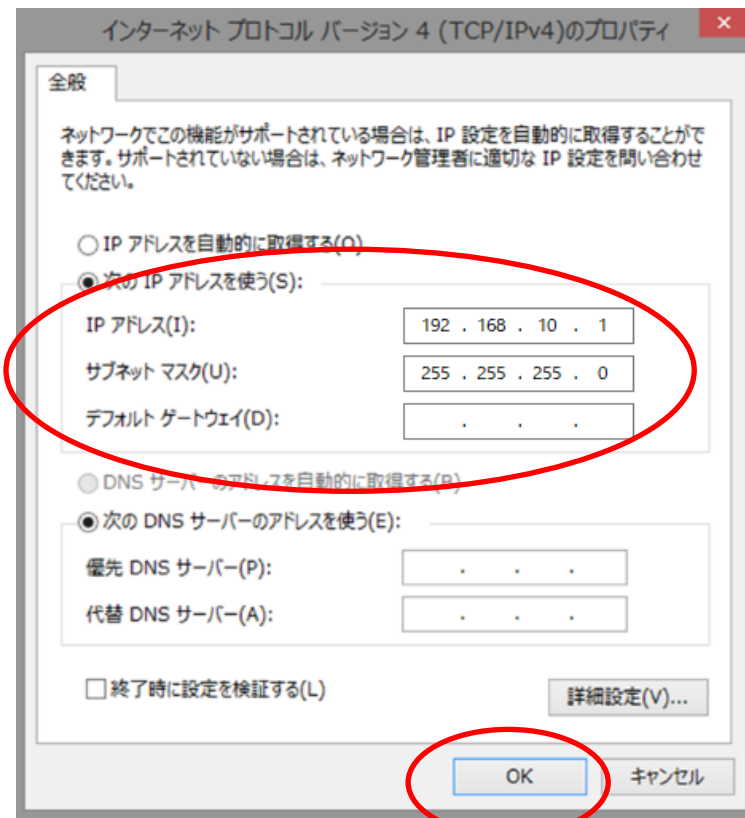 インターネット プロトコル バージョン 4 (TCP/IPv4)のプロパティ
全般
ネットワークでこの機能がサポートされている場合は、IP 設定を自動的に取得することがで
きます。サポートされていない場合は、ネットワーク管理者に適切な IP 設定を問い合わせ
てください。
IP アドレスを自動的に取得する(O)
次の IP アドレスを使う(S):
IP アドレス(I): 192 . 168 . 10 . 1
サブネット マスク(U): 255 . 255 . 255 . 0
デフォルト ゲートウェイ(D): . . .
DNS サーバーのアドレスを自動的に取得する(B)
次の DNS サーバーのアドレスを使う(E):
優先 DNS サーバー(P): . . .
代替 DNS サーバー(A): . . .
終了時に設定を検証する(L)
詳細設定(V)...
OK キャンセル